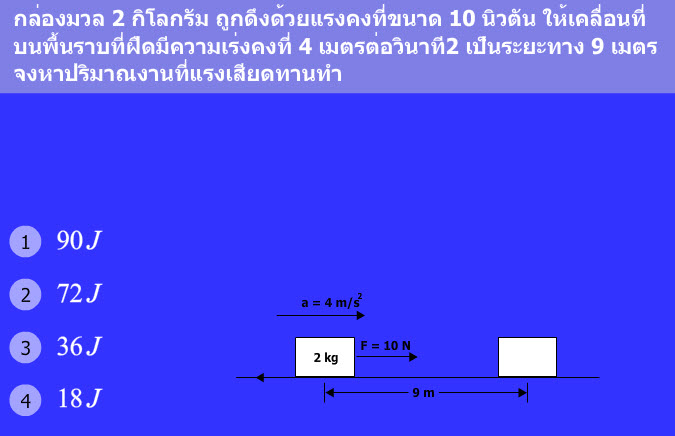 กล่องมวล 2 กิโลกรัม ถูกดึงด้วยแรงคงที่ขนาด 10 นิวตัน ให้เคลื่อนที่
บนพื้นราบที่ฝืดมีความเร่งคงที่ 4 เมตรต่อวินาที2 เป็นระยะทาง 9 เมตร
จงหาปริมาณงานที่แรงเสียดทานทำ
1 90 J
2 72 J
3 36 J
4 18 J
a = 4 m/s²
F = 10 N
2 kg
9 m